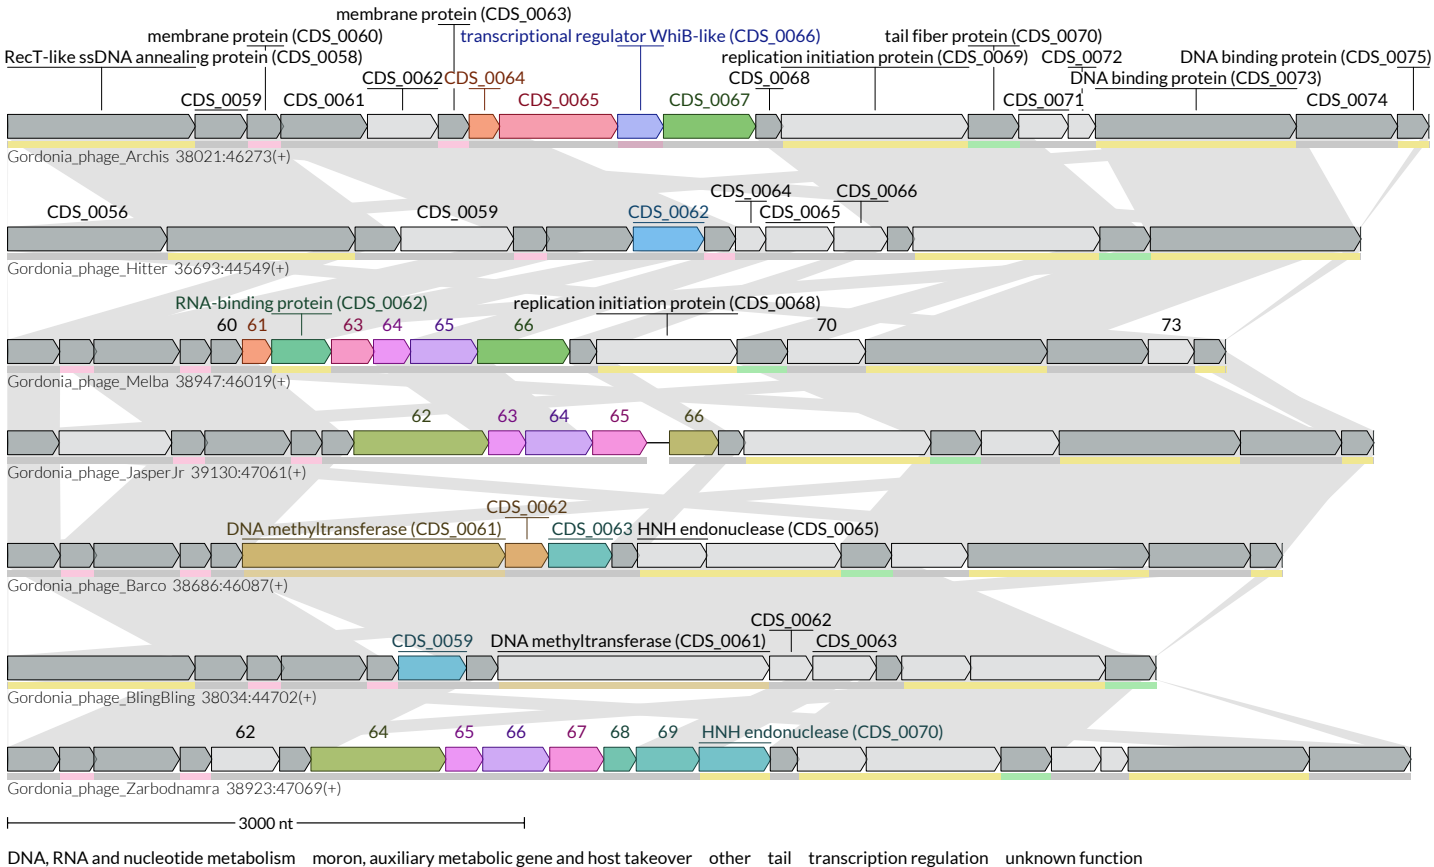 membrane protein (CDS_0063)
membrane protein (CDS_0060) transcriptional regulator WhiB-like (CDS_0066) tail fiber protein (CDS_0070)
RecT-like ssDNA annealing protein (CDS_0058) replication initiation protein (CDS_0069) CDS_0072 DNA binding protein (CDS_0075)
CDS_0062 CDS_0064 CDS_0068 DNA binding protein (CDS_0073)
CDS_0059 CDS_0061 CDS_0065 CDS_0067 CDS_0071 CDS_0074
Gordonia_phage_Archis 38021:46273(+)
CDS_0064 CDS_0066
CDS_0056 CDS_0059 CDS_0062 CDS_0065
Gordonia_phage_Hitter 36693:44549(+)
RNA-binding protein (CDS_0062) replication initiation protein (CDS_0068)
60 61 63 64 65 66 70 73
Gordonia_phage_Melba 38947:46019(+)
62 63 64 65 66
Gordonia_phage_JasperJr 39130:47061(+)
CDS_0062
DNA methyltransferase (CDS_0061) CDS_0063 HNH endonuclease (CDS_0065)
Gordonia_phage_Barco 38686:46087(+)
CDS_0062
CDS_0059 DNA methyltransferase (CDS_0061) CDS_0063
Gordonia_phage_BlingBling 38034:44702(+)
62 64 65 66 67 68 69 HNH endonuclease (CDS_0070)
Gordonia_phage_Zarbodnamra 38923:47069(+)
3000 nt
DNA, RNA and nucleotide metabolism moron, auxiliary metabolic gene and host takeover other tail transcription regulation unknown function